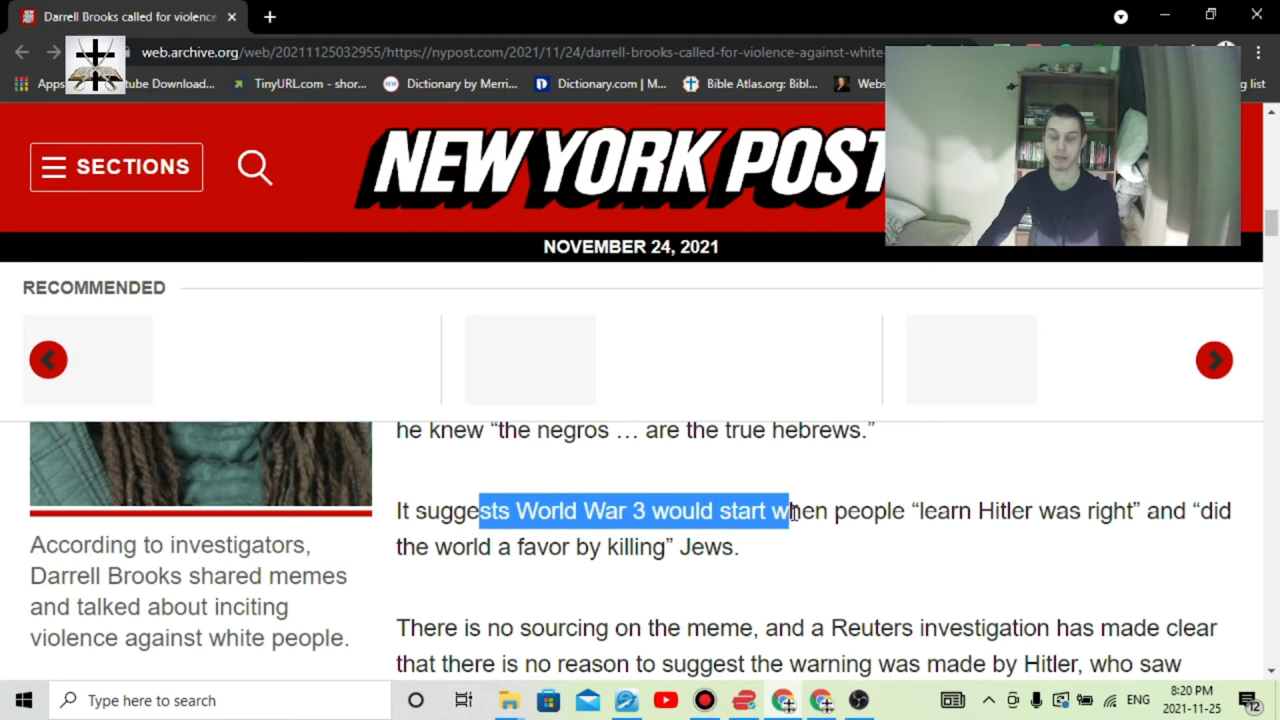 Darrell Brooks called for violence
web.archive.org/web/20211125032955/https://nypost.com/2021/11/24/darrell-brooks-called-for-violence-against-white-
Apps
tube Download...
TinyURL.com - shor...
Dictionary by Merri...
Dictionary.com | M...
Bible Atlas.org: Bibl...
Webs
g list
SECTIONS
NEW YORK POST
NOVEMBER 24, 2021
RECOMMENDED
he knew “the negros … are the true hebrews.”
It suggests World War 3 would start when people “learn Hitler was right” and “did
the world a favor by killing” Jews.
According to investigators,
Darrell Brooks shared memes
and talked about inciting
violence against white people.
There is no sourcing on the meme, and a Reuters investigation has made clear
that there is no reason to suggest the warning was made by Hitler, who saw
Type here to search
ENG
8:20 PM
2021-11-25
12